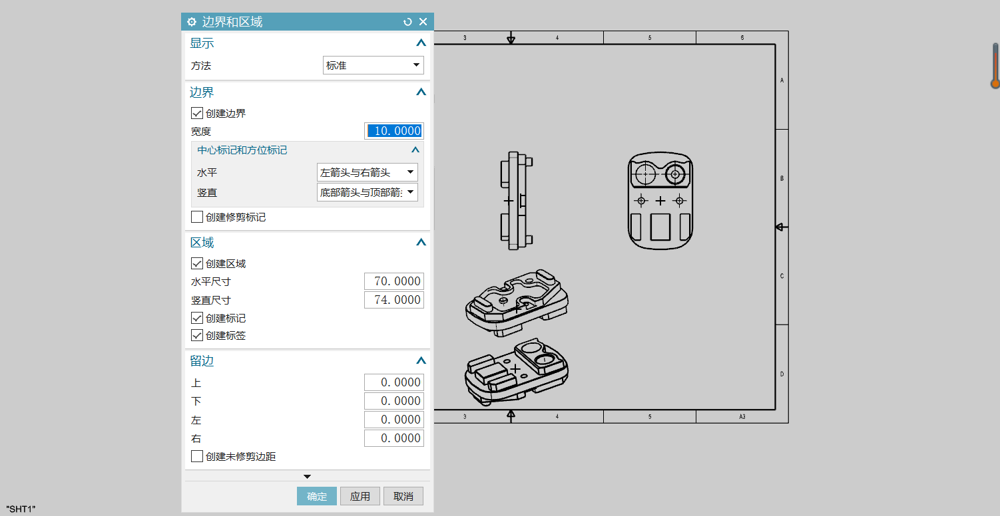 边界和区域
显示
方法 标准
边界
创建边界
宽度 10.0000
中心标记和方位标记
水平 左箭头与右箭头
竖直 底部箭头与顶部箭
创建修剪标记
区域
创建区域
水平尺寸 70.0000
竖直尺寸 74.0000
创建标记
创建标签
留边
上 0.0000
下 0.0000
左 0.0000
右 0.0000
创建未修剪边距
确定 应用 取消
3 4 5 6
A
B
C
D
3 4 5 A3
"SHT1"